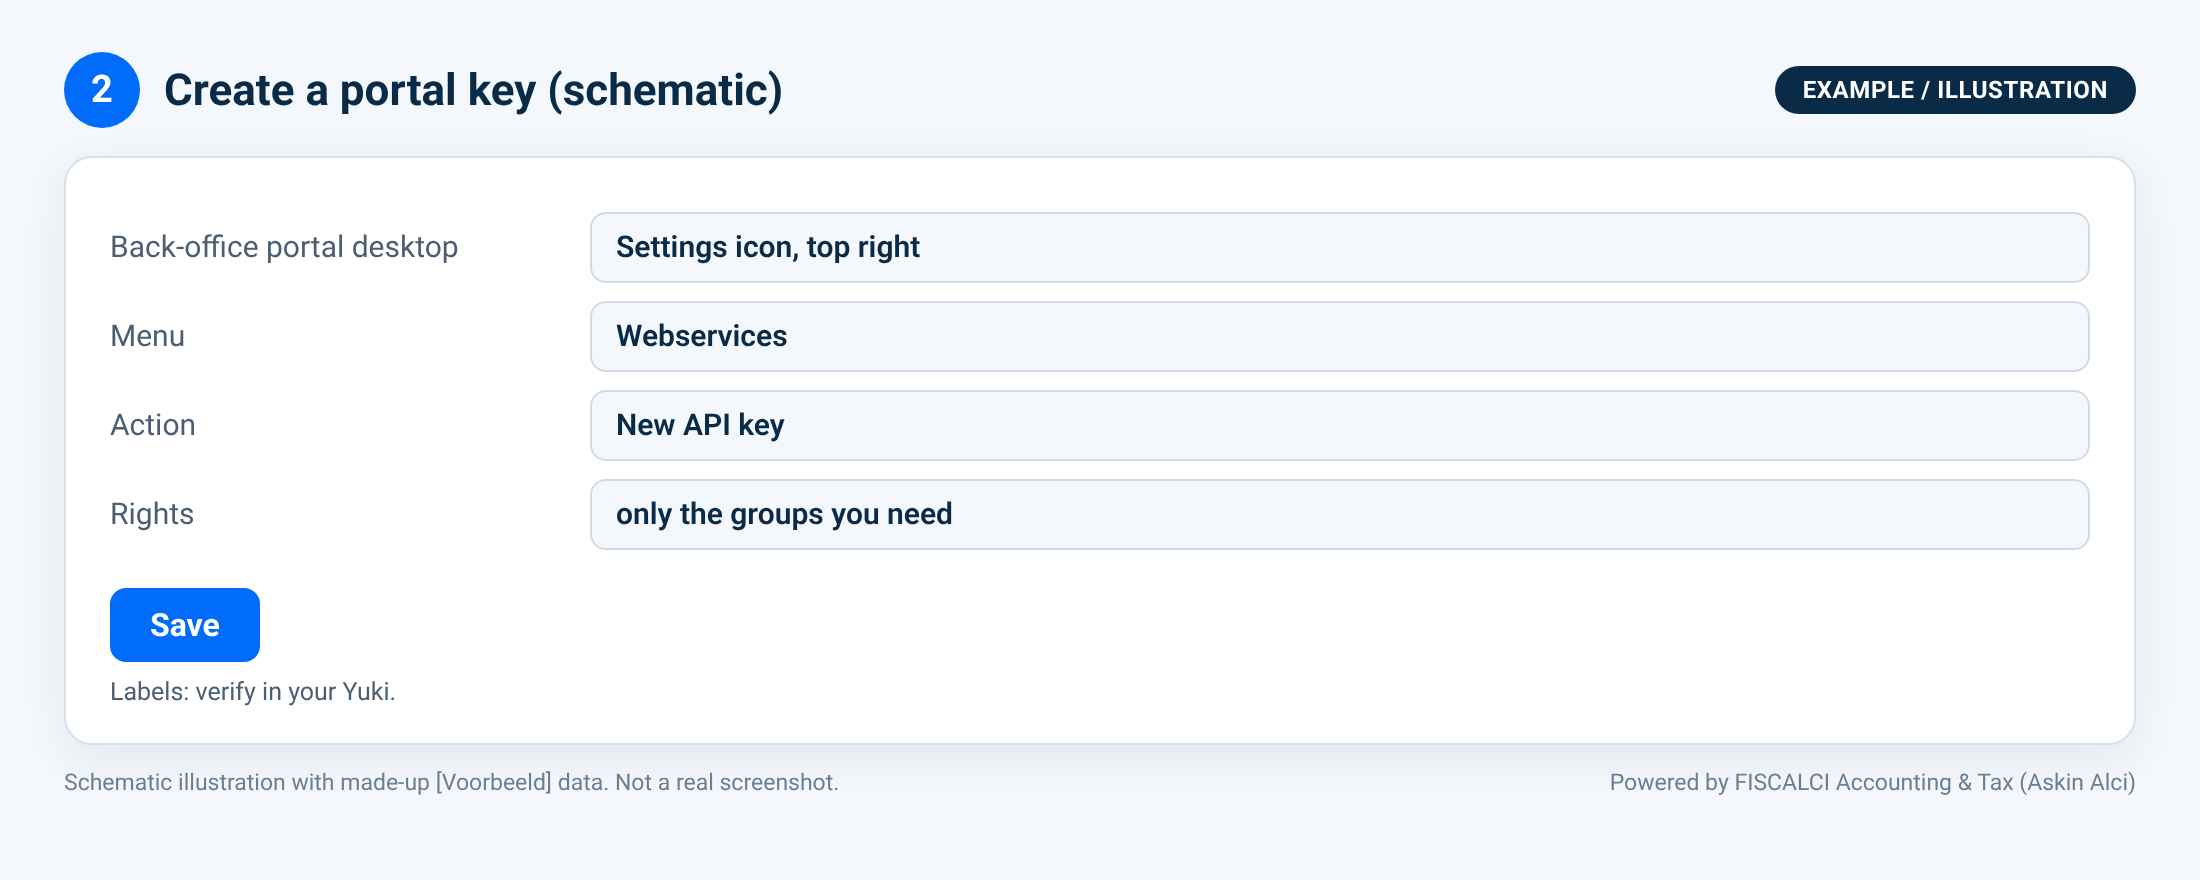 2
Create a portal key (schematic)
EXAMPLE / ILLUSTRATION
Back-office portal desktop
Settings icon, top right
Menu
Webservices
Action
New API key
Rights
only the groups you need
Save
Labels: verify in your Yuki.
Schematic illustration with made-up [Voorbeeld] data. Not a real screenshot.
Powered by FISCALCI Accounting & Tax (Askin Alci)